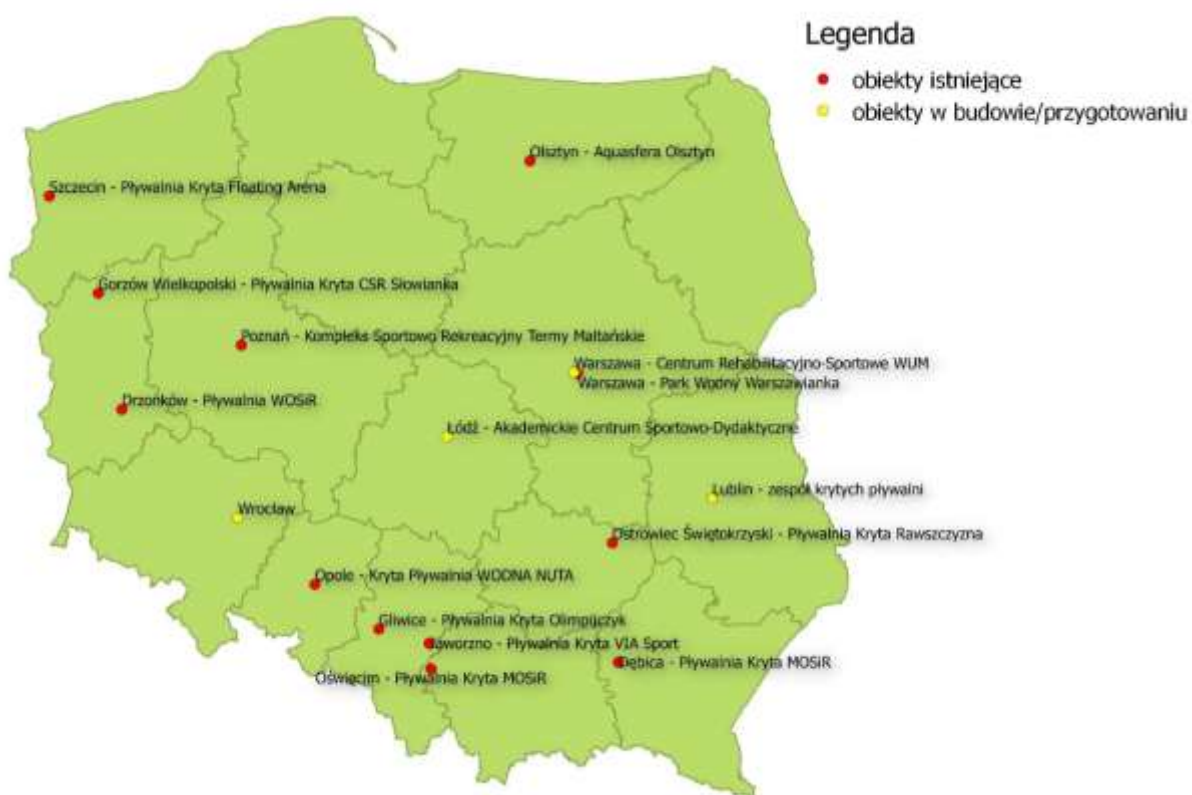 Legenda
obiekty istniejące
obiekty w budowie/przygotowaniu
Olsztyn - Aquasfera Olsztyn
Szczecin - Pływalnia Kryta Floating Arena
Gorzów Wielkopolski - Pływalnia Kryta CSR Słowianka
Poznań - Kompleks Sportowo Rekreacyjny Termy Maltańskie
Warszawa - Centrum Rehabilitacyjno-Sportowe WUM
Warszawa - Park Wodny Warszawianka
Drzonków - Pływalnia WOSiR
Łódź - Akademickie Centrum Sportowo-Dydaktyczne
Lublin - zespół krytych pływalni
Wrocław
Ostrowiec Świętokrzyski - Pływalnia Kryta Rawszczyzna
Opole - Kryta Pływalnia WODNA NUTA
Gliwice - Pływalnia Kryta Olimpijczyk
Jaworzno - Pływalnia Kryta VIA Sport
Dębica - Pływalnia Kryta MOSiR
Oświęcim - Pływalnia Kryta MOSiR